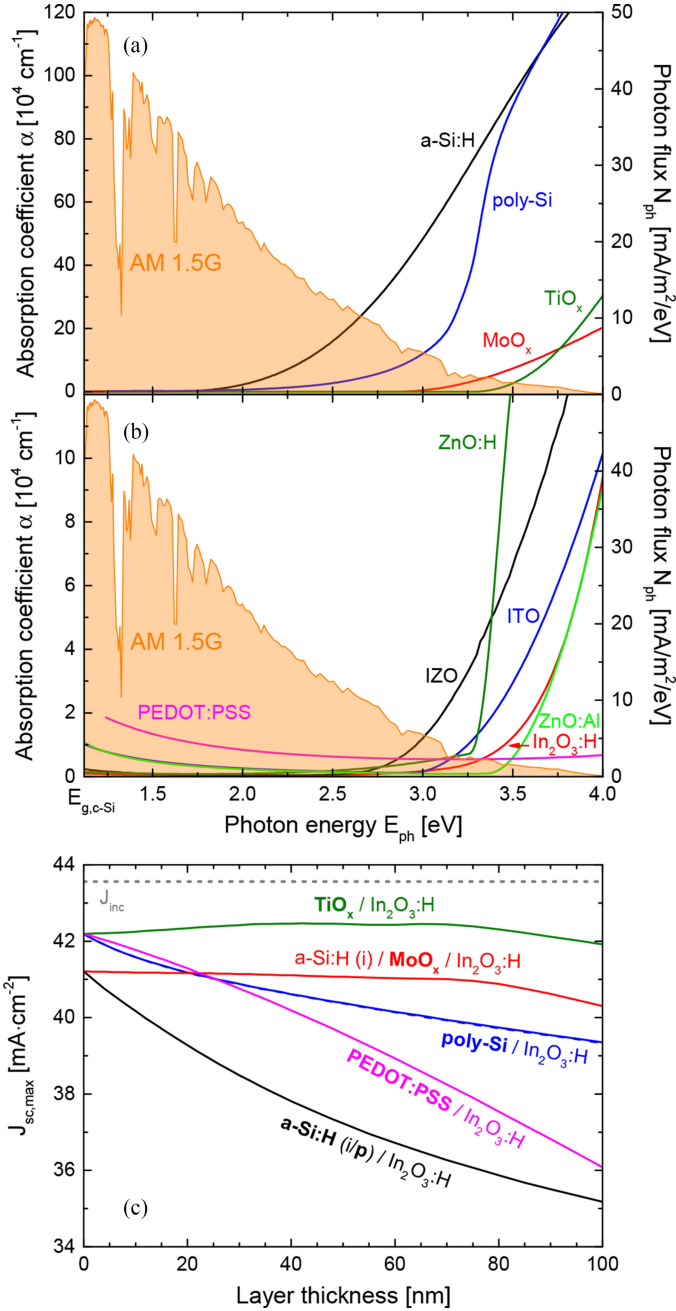 (a)
120
100
80
60
40
20
0
Absorption coefficient α [10⁴ cm⁻¹]
50
40
30
20
10
0
Photon flux Nₚₕ [mA/m²/eV]
a-Si:H
poly-Si
AM 1.5G
TiOₓ
MoOₓ
(b)
10
8
6
4
2
0
Absorption coefficient α [10⁴ cm⁻¹]
40
30
20
10
0
Photon flux Nₚₕ [mA/m²/eV]
ZnO:H
ITO
IZO
AM 1.5G
PEDOT:PSS
ZnO:Al
In₂O₃:H
E_g,c-Si
1.5
2.0
2.5
3.0
3.5
4.0
Photon energy Eₚₕ [eV]
44
42
40
38
36
34
J_sc,max [mA·cm⁻²]
J_inc
TiOₓ / In₂O₃:H
a-Si:H (i) / MoOₓ / In₂O₃:H
poly-Si / In₂O₃:H
PEDOT:PSS / In₂O₃:H
a-Si:H (i/p) / In₂O₃:H
(c)
0
20
40
60
80
100
Layer thickness [nm]